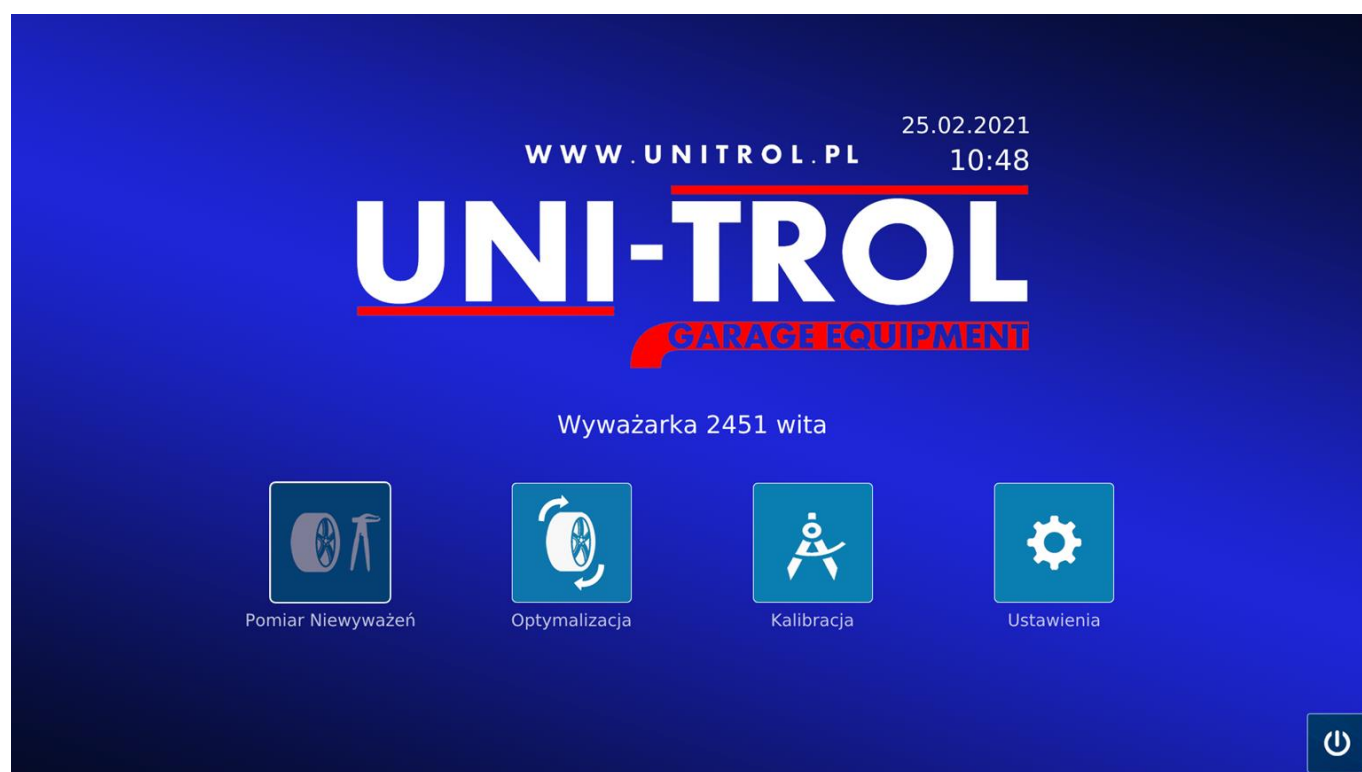 25.02.2021
WWW.UNITROL.PL
10:48
UNI-TROL
GARAGE EQUIPMENT
Wyważarka 2451 wita
Pomiar Niewyważeń
Optymalizacja
Kalibracja
Ustawienia